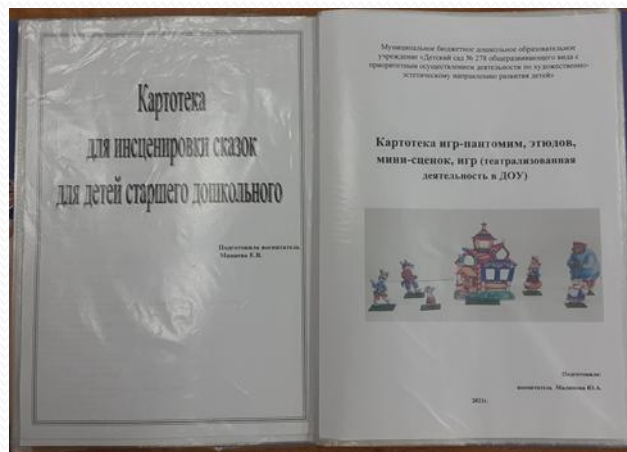 Картотека
для инсценировки сказок
для детей старшего дошкольного
Подготовила воспитатель
Муниципальное бюджетное дошкольное образовательное
учреждение «Детский сад № 278 общеразвивающего вида с
приоритетным осуществлением деятельности по художественно-
эстетическому направлению развития детей»
Картотека игр-пантомим, этюдов,
мини-сценок, игр (театрализованная
деятельность в ДОУ)
Подготовила:
воспитатель Ю.А.
2021г.